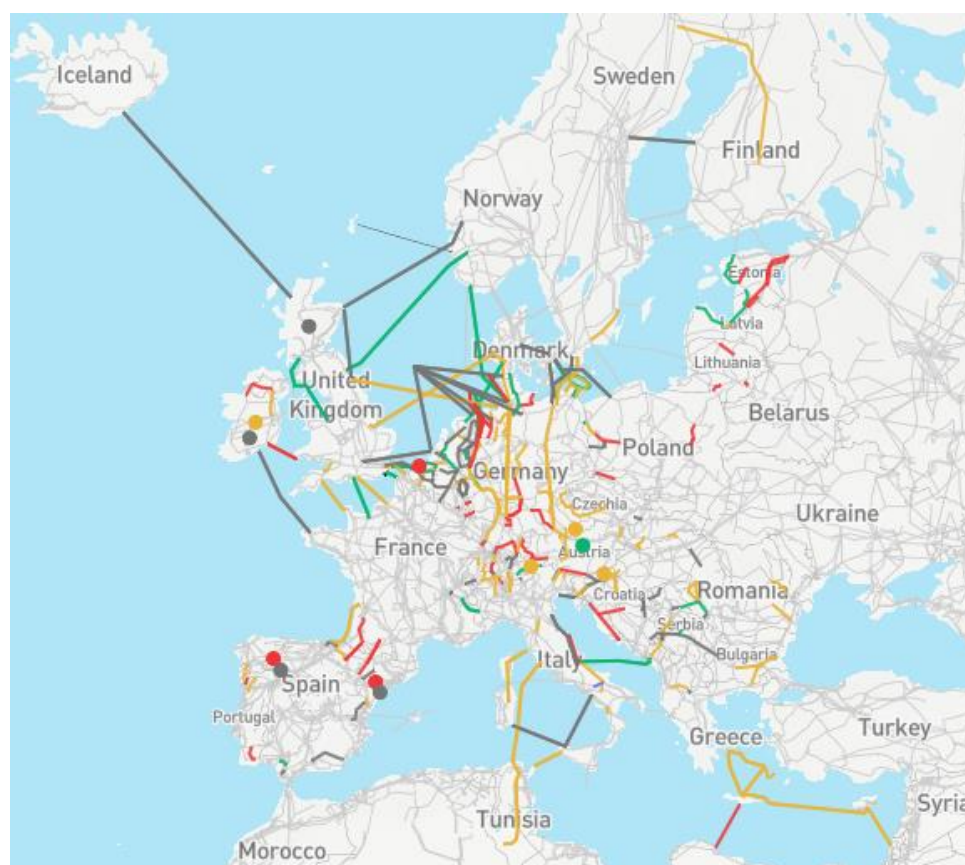 Iceland
Sweden
Finland
Norway
Estonia
Latvia
Denmark
Lithuania
United
Kingdom
Belarus
Poland
Germany
Czechia
Ukraine
France
Austria
Croatia
Romania
Serbia
Italy
Bulgaria
Spain
Portugal
Greece
Turkey
Tunisia
Syria
Morocco